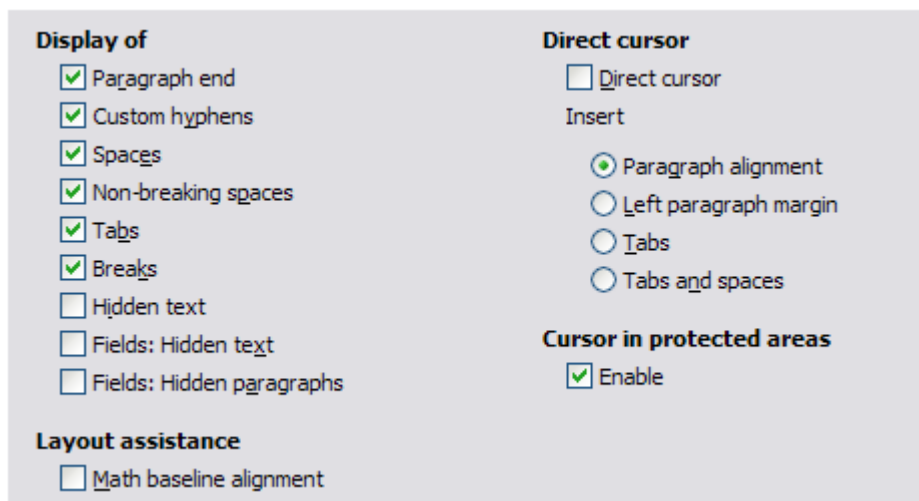 Display of
Paragraph end
Custom hyphens
Spaces
Non-breaking spaces
Tabs
Breaks
Hidden text
Fields: Hidden text
Fields: Hidden paragraphs
Layout assistance
Math baseline alignment
Direct cursor
Direct cursor
Insert
Paragraph alignment
Left paragraph margin
Tabs
Tabs and spaces
Cursor in protected areas
Enable